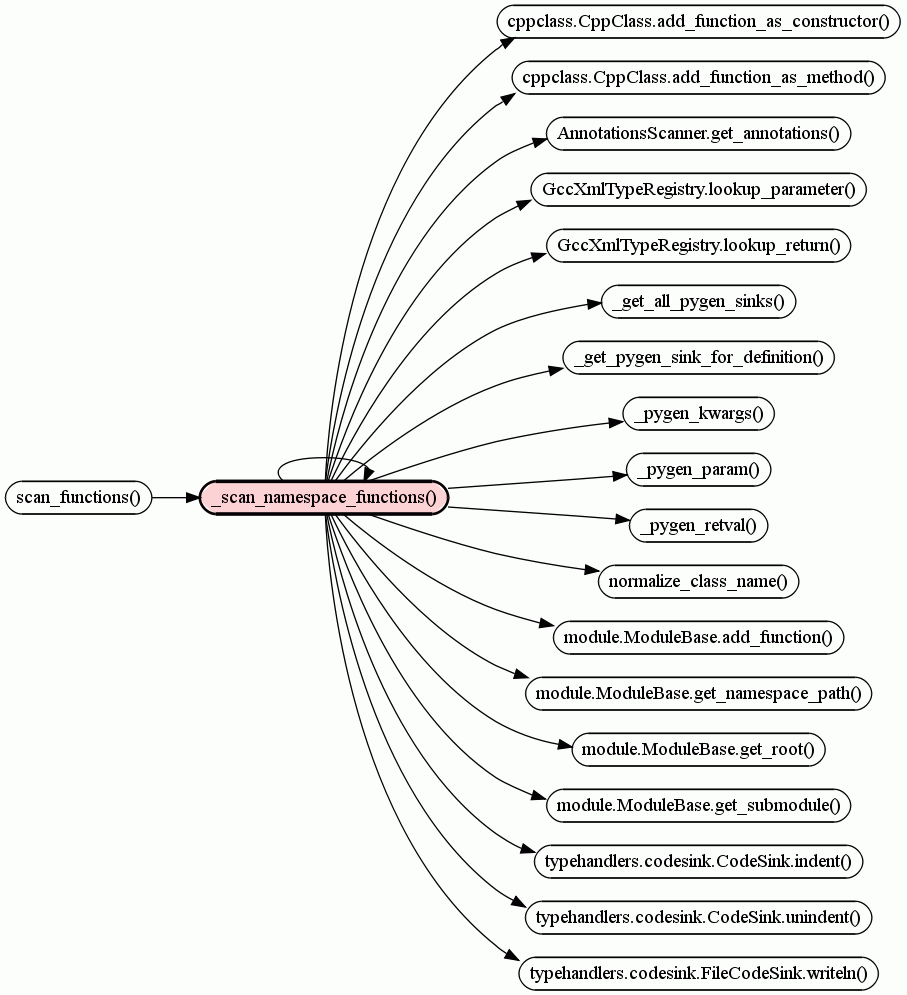 cppclass.CppClass.add_function_as_constructor()
cppclass.CppClass.add_function_as_method()
AnnotationsScanner.get_annotations()
GccXmlTypeRegistry.lookup_parameter()
GccXmlTypeRegistry.lookup_return()
_get_all_pygen_sinks()
_get_pygen_sink_for_definition()
_pygen_kwargs()
_pygen_param()
scan_functions()
_scan_namespace_functions()
_pygen_retval()
normalize_class_name()
module.ModuleBase.add_function()
module.ModuleBase.get_namespace_path()
module.ModuleBase.get_root()
module.ModuleBase.get_submodule()
typehandlers.codesink.CodeSink.indent()
typehandlers.codesink.CodeSink.unindent()
typehandlers.codesink.FileCodeSink.writeln()